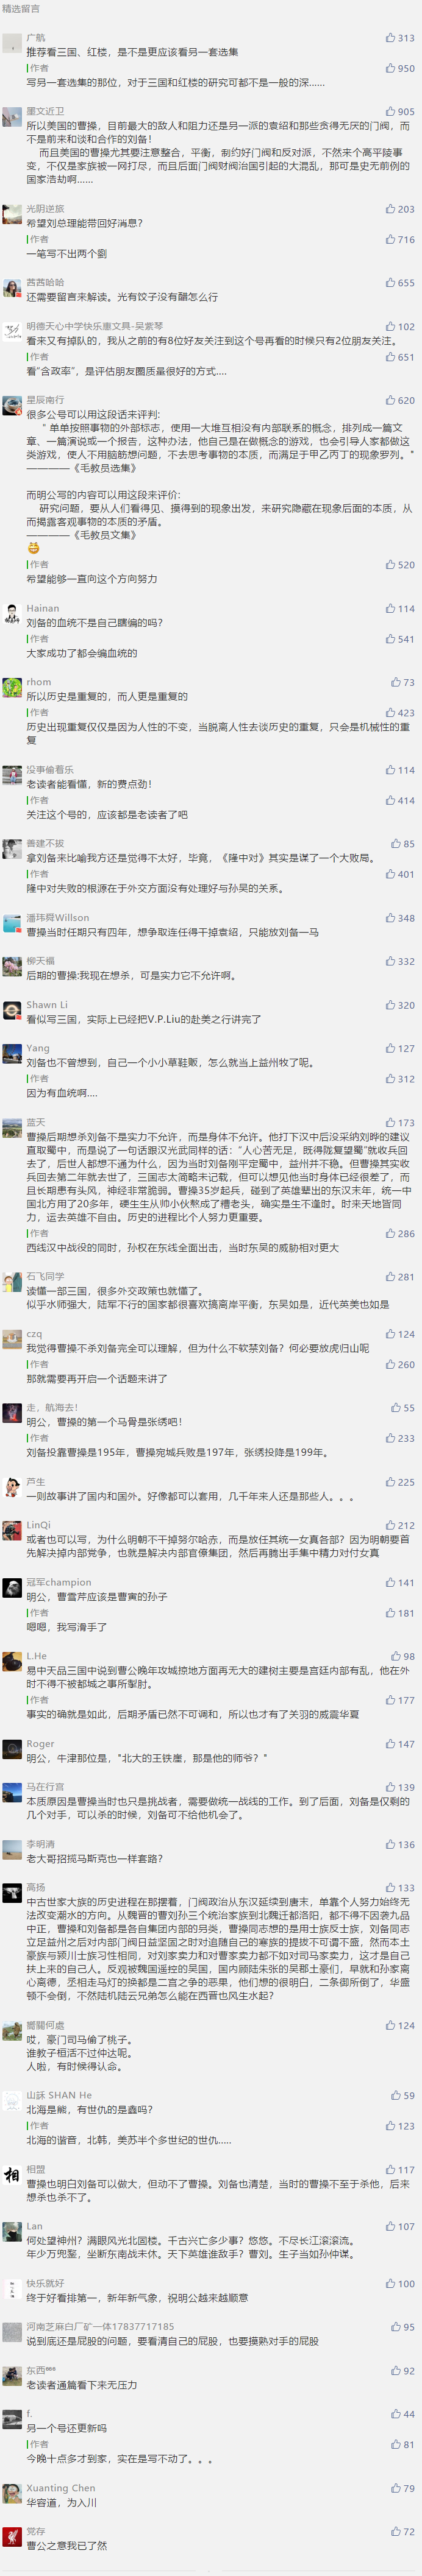 精选留言
广航
313
推荐看三国、红楼，是不是更应该看另一套选集
作者
950
写另一套选集的那位，对于三国和红楼的研究可都不是一般的深......
墨文近卫
905
所以美国的曹操，目前最大的敌人和阻力还是另一派的袁绍和那些贪得无厌的门阀，而
不是前来和谈和合作的刘备！
而且美国的曹操尤其要注意整合，平衡，制约好门阀和反对派，不然来个高平陵事
变，不仅是家族被一网打尽，而且后面门阀财阀治国引起的大混乱，那可是史无前例的
国家浩劫啊......
光阴逆旅
203
希望刘总理能带回好消息？
作者
716
一笔写不出两个劉
茜茜哈哈
655
还需要留言来解读。光有饺子没有醋怎么行
明德天心中学快乐惠文具-吴紫琴
102
看来又有掉队的，我从之前的有8位好友关注到这个号再看的时候只有2位朋友关注。
作者
651
看“含政率”，是评估朋友圈质量很好的方式....
星辰南行
620
很多公号可以用这段话来评判:
＂单单按照事物的外部标志，使用一大堆互相没有内部联系的概念，排列成一篇文
章、一篇演说或一个报告，这种办法，他自己是在做概念的游戏，也会引导人家都做这
类游戏，使人不用脑筋想问题，不去思考事物的本质，而满足于甲乙丙丁的现象罗列。"
————《毛教员选集》
而明公写的内容可以用这段来评价:
研究问题，要从人们看得见、摸得到的现象出发，来研究隐藏在现象后面的本质，从
而揭露客观事物的本质的矛盾。
————《毛教员文集》
作者
520
希望能够一直向这个方向努力
Hainan
114
刘备的血统不是自己瞎编的吗？
作者
541
大家成功了都会编血统的
rhom
73
所以历史是重复的，而人更是重复的
作者
423
历史出现重复仅仅是因为人性的不变，当脱离人性去谈历史的重复，只会是机械性的重
复
没事偷着乐
114
老读者能看懂，新的费点劲！
作者
414
关注这个号的，应该都是老读者了吧
善建不拔
85
拿刘备来比喻我方还是觉得不太好，毕竟，《隆中对》其实是谋了一个大败局。
作者
401
隆中对失败的根源在于外交方面没有处理好与孙吴的关系。
潘玮舜Willson
348
曹操当时任期只有四年，想争取连任得干掉袁绍，只能放刘备一马
柳天福
332
后期的曹操:我现在想杀，可是实力它不允许啊。
Shawn Li
320
看似写三国，实际上已经把V.P.Liu的赴美之行讲完了
Yang
127
刘备也不曾想到，自己一个小小草鞋贩，怎么就当上益州牧了呢。
作者
312
因为有血统啊....
蓝天
173
曹操后期想杀刘备不是实力不允许，而是身体不允许。他打下汉中后没采纳刘晔的建议
直取蜀中，而是说了一句话跟汉光武同样的话：“人心苦无足，既得陇复望蜀”就收兵回
去了，后世人都想不通为什么，因为当时刘备刚平定蜀中，益州并不稳。但曹操其实收
兵回去第二年就去世了，三国志太简略未记载，但可以想见他当时身体已经很差了，而
且长期患有头风，神经非常脆弱。曹操35岁起兵，碰到了英雄辈出的东汉末年，统一中
国北方用了20多年，硬生生从帅小伙熬成了糟老头，确实是生不逢时。时来天地皆同
力，运去英雄不自由。历史的进程比个人努力更重要。
作者
286
西线汉中战役的同时，孙权在东线全面出击，当时东吴的威胁相对更大
石飞同学
281
读懂一部三国，很多外交政策也就懂了。
似乎水师强大，陆军不行的国家都很喜欢搞离岸平衡，东吴如是，近代英美也如是
czq
124
我觉得曹操不杀刘备完全可以理解，但为什么不软禁刘备？何必要放虎归山呢
作者
260
那就需要再开启一个话题来讲了
走，航海去！
55
明公，曹操的第一个马骨是张绣吧！
作者
233
刘备投靠曹操是195年，曹操宛城兵败是197年，张绣投降是199年。
芦生
225
一则故事讲了国内和国外。好像都可以套用，几千年来人还是那些人。。。
LinQi
212
或者也可以写，为什么明朝不干掉努尔哈赤，而是放任其统一女真各部？因为明朝要首
先解决掉内部党争，也就是解决内部官僚集团，然后再腾出手集中精力对付女真
冠军champion
141
明公，曹雪芹应该是曹寅的孙子
作者
181
嗯嗯，我写滑手了
L.He
98
易中天品三国中说到曹公晚年攻城掠地方面再无大的建树主要是宫廷内部有乱，他在外
时不得不被都城之事所掣肘。
作者
177
事实的确就是如此，后期矛盾已然不可调和，所以也才有了关羽的威震华夏
Roger
147
明公，牛津那位是，"北大的王铁崖，那是他的师爷？"
马在行宫
139
本质原因是曹操当时也只是挑战者，需要做统一战线的工作。到了后面，刘备是仅剩的
几个对手，可以杀的时候，刘备可不给他机会了。
李明清
136
老大哥招揽马斯克也一样套路？
高扬
133
中古世家大族的历史进程在那摆着，门阀政治从东汉延续到唐末，单靠个人努力始终无
法改变潮水的方向。从魏晋的曹刘孙三个统治家族到北魏迁都洛阳，都不得不因袭九品
中正，曹操和刘备都是各自集团内部的另类，曹操同志想的是用士族反士族，刘备同志
立足益州之后对内部门阀日益坚固之时对追随自己的寒族的提拔不可谓不盛，然而本土
豪族与颍川士族习性相同，对刘家卖力和对曹家卖力都不如对司马家卖力，这才是自己
扶上来的自己人。反观被魏国遥控的吴国，国内顾陆朱张的吴郡土豪们，早就和孙家离
心离德，丞相走马灯的换都是二宫之争的恶果，他们想的很明白，二条御所倒了，华盛
顿不会倒，不然陆机陆云兄弟怎么能在西晋也风生水起？
124
哎，豪门司马偷了桃子。
谁教子桓活不过仲达呢。
人啦，有时候得认命。
SHAN He
59
北海是熊，有世仇的是鑫吗？
作者
123
北海的谐音，北韩，美苏半个多世纪的世仇.....
相盟
117
曹操也明白刘备可以做大，但动不了曹操。刘备也清楚，当时的曹操不至于杀他，后来
想杀也杀不了。
Lan
107
何处望神州？满眼风光北固楼。千古兴亡多少事？悠悠。不尽长江滚滚流。
年少万兜鍪，坐断东南战未休。天下英雄谁敌手？曹刘。生子当如孙仲谋。
快乐就好
100
终于好看排第一，新年新气象，祝明公越来越顺意
河南芝麻白厂矿一体17837717185
95
说到底还是屁股的问题，要看清自己的屁股，也要摸熟对手的屁股
东西⁶⁶⁶
92
老读者通篇看下来无压力
f.
44
另一个号还更新吗
作者
81
今晚十点多才到家，实在是写不动了。。。
Xuanting Chen
79
华容道，为入川
党存
72
曹公之意我已了然